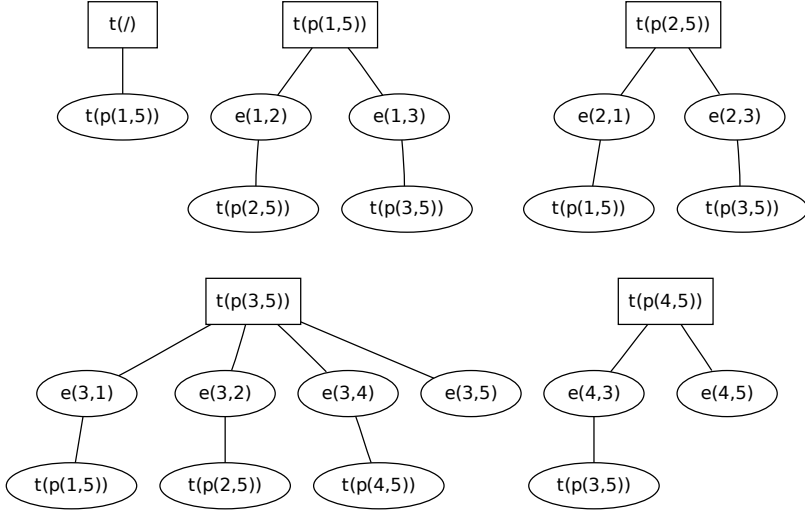 t(/)
t(p(1,5))
t(p(2,5))
t(p(1,5))
e(1,2)
e(1,3)
e(2,1)
e(2,3)
t(p(2,5))
t(p(3,5))
t(p(1,5))
t(p(3,5))
t(p(3,5))
t(p(4,5))
e(3,1)
e(3,2)
e(3,4)
e(3,5)
e(4,3)
e(4,5)
t(p(1,5))
t(p(2,5))
t(p(4,5))
t(p(3,5))